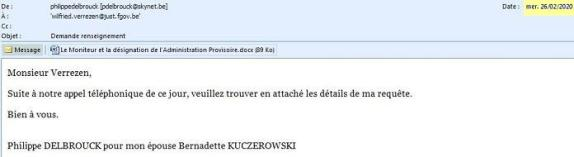 De : philippedelbrouck [pdelbrouck@skynet.be] Date : mer. 26/02/2020
À : 'wilfried.verrezen@just.fgov.be'
Cc :
Objet : Demande renseignement
Message Le Moniteur et la désignation de l'Administration Provisoire.docx (89 Ko)
Monsieur Verrezen,
Suite à notre appel téléphonique de ce jour, veuillez trouver en attaché les détails de ma requête.
Bien à vous.
Philippe DELBROUCK pour mon épouse Bernadette KUCZEROWSKI